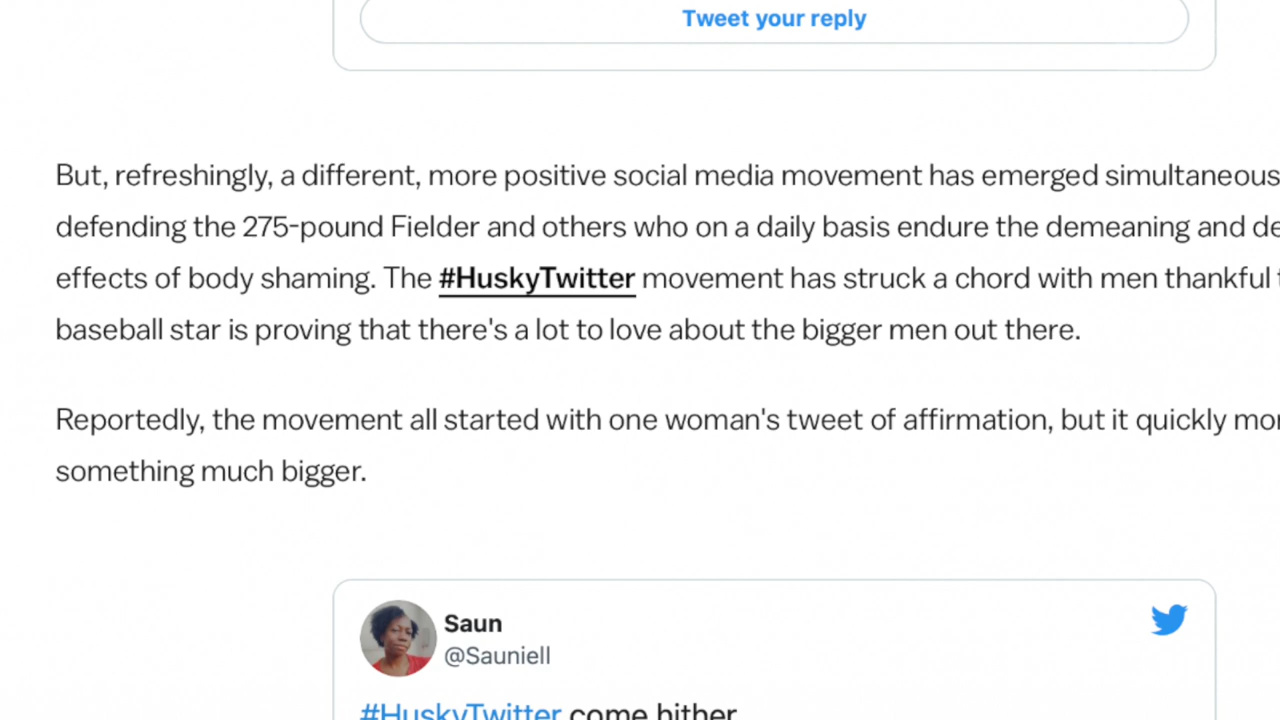 Tweet your reply
But, refreshingly, a different, more positive social media movement has emerged
defending the 275-pound Fielder and others who on a daily basis endure the demeaning and
effects of body shaming. The #HuskyTwitter movement has struck a chord with men thankful
baseball star is proving that there's a lot to love about the bigger men out there.
Reportedly, the movement all started with one woman's tweet of affirmation, but it quickly
something much bigger.
Saun
@Sauniell
#HuskyTwitter come hither